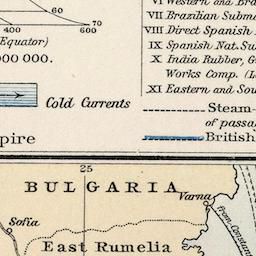 VI Western and Bra
VII Brazilian Subma
VIII Direct Spanish
IX Spanish Nat. Su
X India Rubber, G
Works Comp. (L
XI Eastern and Sou
60
70
400
600
Equator)
00 000.
Cold Currents
Steam-
of passa
British
pire
25
BULGARIA
Varna
from Constant
Sofia
East Rumelia